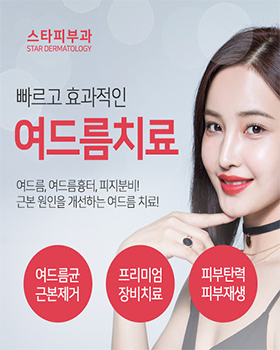 스타피부과
STAR DERMATOLOGY
빠르고 효과적인
여드름치료
여드름, 여드름흉터, 피지분비!
근본 원인을 개선하는 여드름 치료!
여드름균
근본제거
프리미엄
장비치료
피부탄력
피부재생